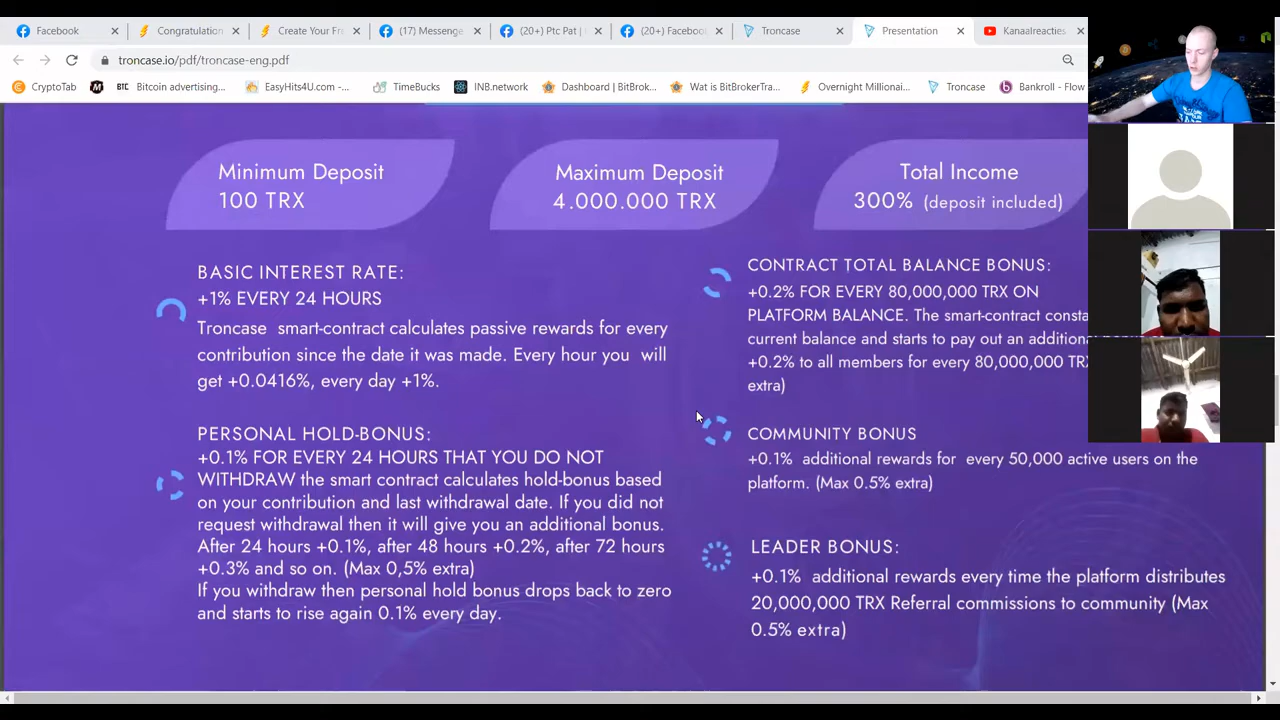 Facebook
Congratulation
Create Your Fr
(17) Messenge
(20+) Ptc Pat |
(20+) Facebook
Troncase
Presentation
Kanaalreacties
troncase.io/pdf/troncase-eng.pdf
CryptoTab
Bitcoin advertising...
EasyHits4U.com -...
TimeBucks
INB.network
Dashboard | BitBrok...
Wat is BitBrokerTra...
Overnight Millionai...
Troncase
Bankroll - Flow
Minimum Deposit
100 TRX
Maximum Deposit
4.000.000 TRX
Total Income
300% (deposit included)
BASIC INTEREST RATE:
+1% EVERY 24 HOURS
Troncase smart-contract calculates passive rewards for every
contribution since the date it was made. Every hour you will
get +0.0416%, every day +1%.
PERSONAL HOLD-BONUS:
+0.1% FOR EVERY 24 HOURS THAT YOU DO NOT
WITHDRAW the smart contract calculates hold-bonus based
on your contribution and last withdrawal date. If you did not
request withdrawal then it will give you an additional bonus.
After 24 hours +0.1%, after 48 hours +0.2%, after 72 hours
+0.3% and so on. (Max 0,5% extra)
If you withdraw then personal hold bonus drops back to zero
and starts to rise again 0.1% every day.
CONTRACT TOTAL BALANCE BONUS:
+0.2% FOR EVERY 80,000,000 TRX ON
PLATFORM BALANCE. The smart-contract consta
current balance and starts to pay out an additiona
+0.2% to all members for every 80,000,000 TRX
extra)
COMMUNITY BONUS
+0.1% additional rewards for every 50,000 active users on the
platform. (Max 0.5% extra)
LEADER BONUS:
+0.1% additional rewards every time the platform distributes
20,000,000 TRX Referral commissions to community (Max
0.5% extra)